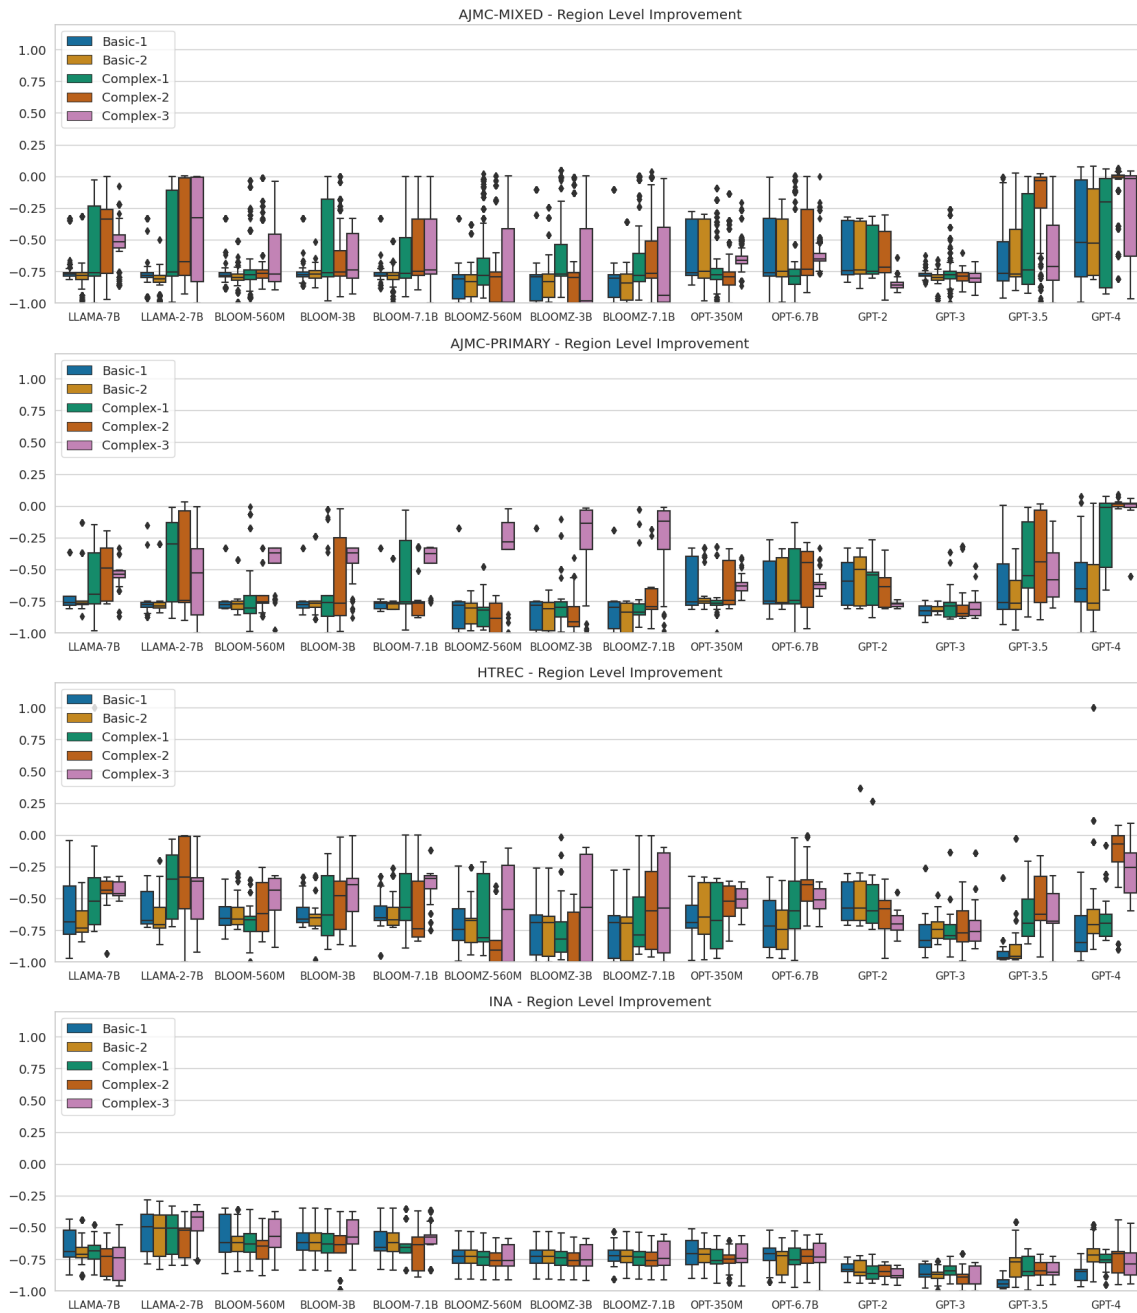 AJMC-MIXED - Region Level Improvement
Basic-1
Basic-2
Complex-1
Complex-2
Complex-3
1.00
0.75
0.50
0.25
0.00
−0.25
−0.50
−0.75
−1.00
LLAMA-7B LLAMA-2-7B BLOOM-560M BLOOM-3B BLOOM-7.1B BLOOMZ-560M BLOOMZ-3B BLOOMZ-7.1B OPT-350M OPT-6.7B GPT-2 GPT-3 GPT-3.5 GPT-4
AJMC-PRIMARY - Region Level Improvement
Basic-1
Basic-2
Complex-1
Complex-2
Complex-3
1.00
0.75
0.50
0.25
0.00
−0.25
−0.50
−0.75
−1.00
LLAMA-7B LLAMA-2-7B BLOOM-560M BLOOM-3B BLOOM-7.1B BLOOMZ-560M BLOOMZ-3B BLOOMZ-7.1B OPT-350M OPT-6.7B GPT-2 GPT-3 GPT-3.5 GPT-4
HTREC - Region Level Improvement
Basic-1
Basic-2
Complex-1
Complex-2
Complex-3
1.00
0.75
0.50
0.25
0.00
−0.25
−0.50
−0.75
−1.00
LLAMA-7B LLAMA-2-7B BLOOM-560M BLOOM-3B BLOOM-7.1B BLOOMZ-560M BLOOMZ-3B BLOOMZ-7.1B OPT-350M OPT-6.7B GPT-2 GPT-3 GPT-3.5 GPT-4
INA - Region Level Improvement
Basic-1
Basic-2
Complex-1
Complex-2
Complex-3
1.00
0.75
0.50
0.25
0.00
−0.25
−0.50
−0.75
−1.00
LLAMA-7B LLAMA-2-7B BLOOM-560M BLOOM-3B BLOOM-7.1B BLOOMZ-560M BLOOMZ-3B BLOOMZ-7.1B OPT-350M OPT-6.7B GPT-2 GPT-3 GPT-3.5 GPT-4